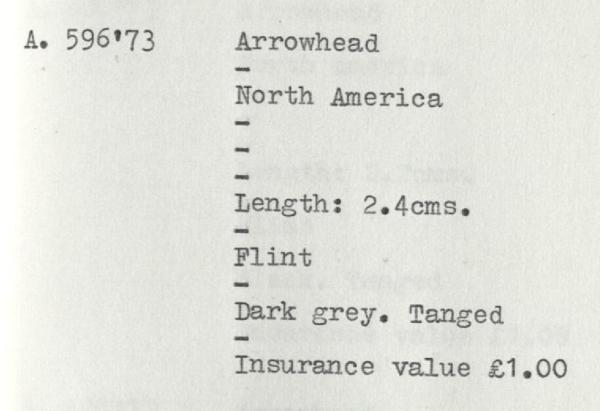 A. 596'73 Arrowhead
-
North America
-
-
-
Length: 2.4cms.
-
Flint
-
Dark grey. Tanged
-
Insurance value £1.00